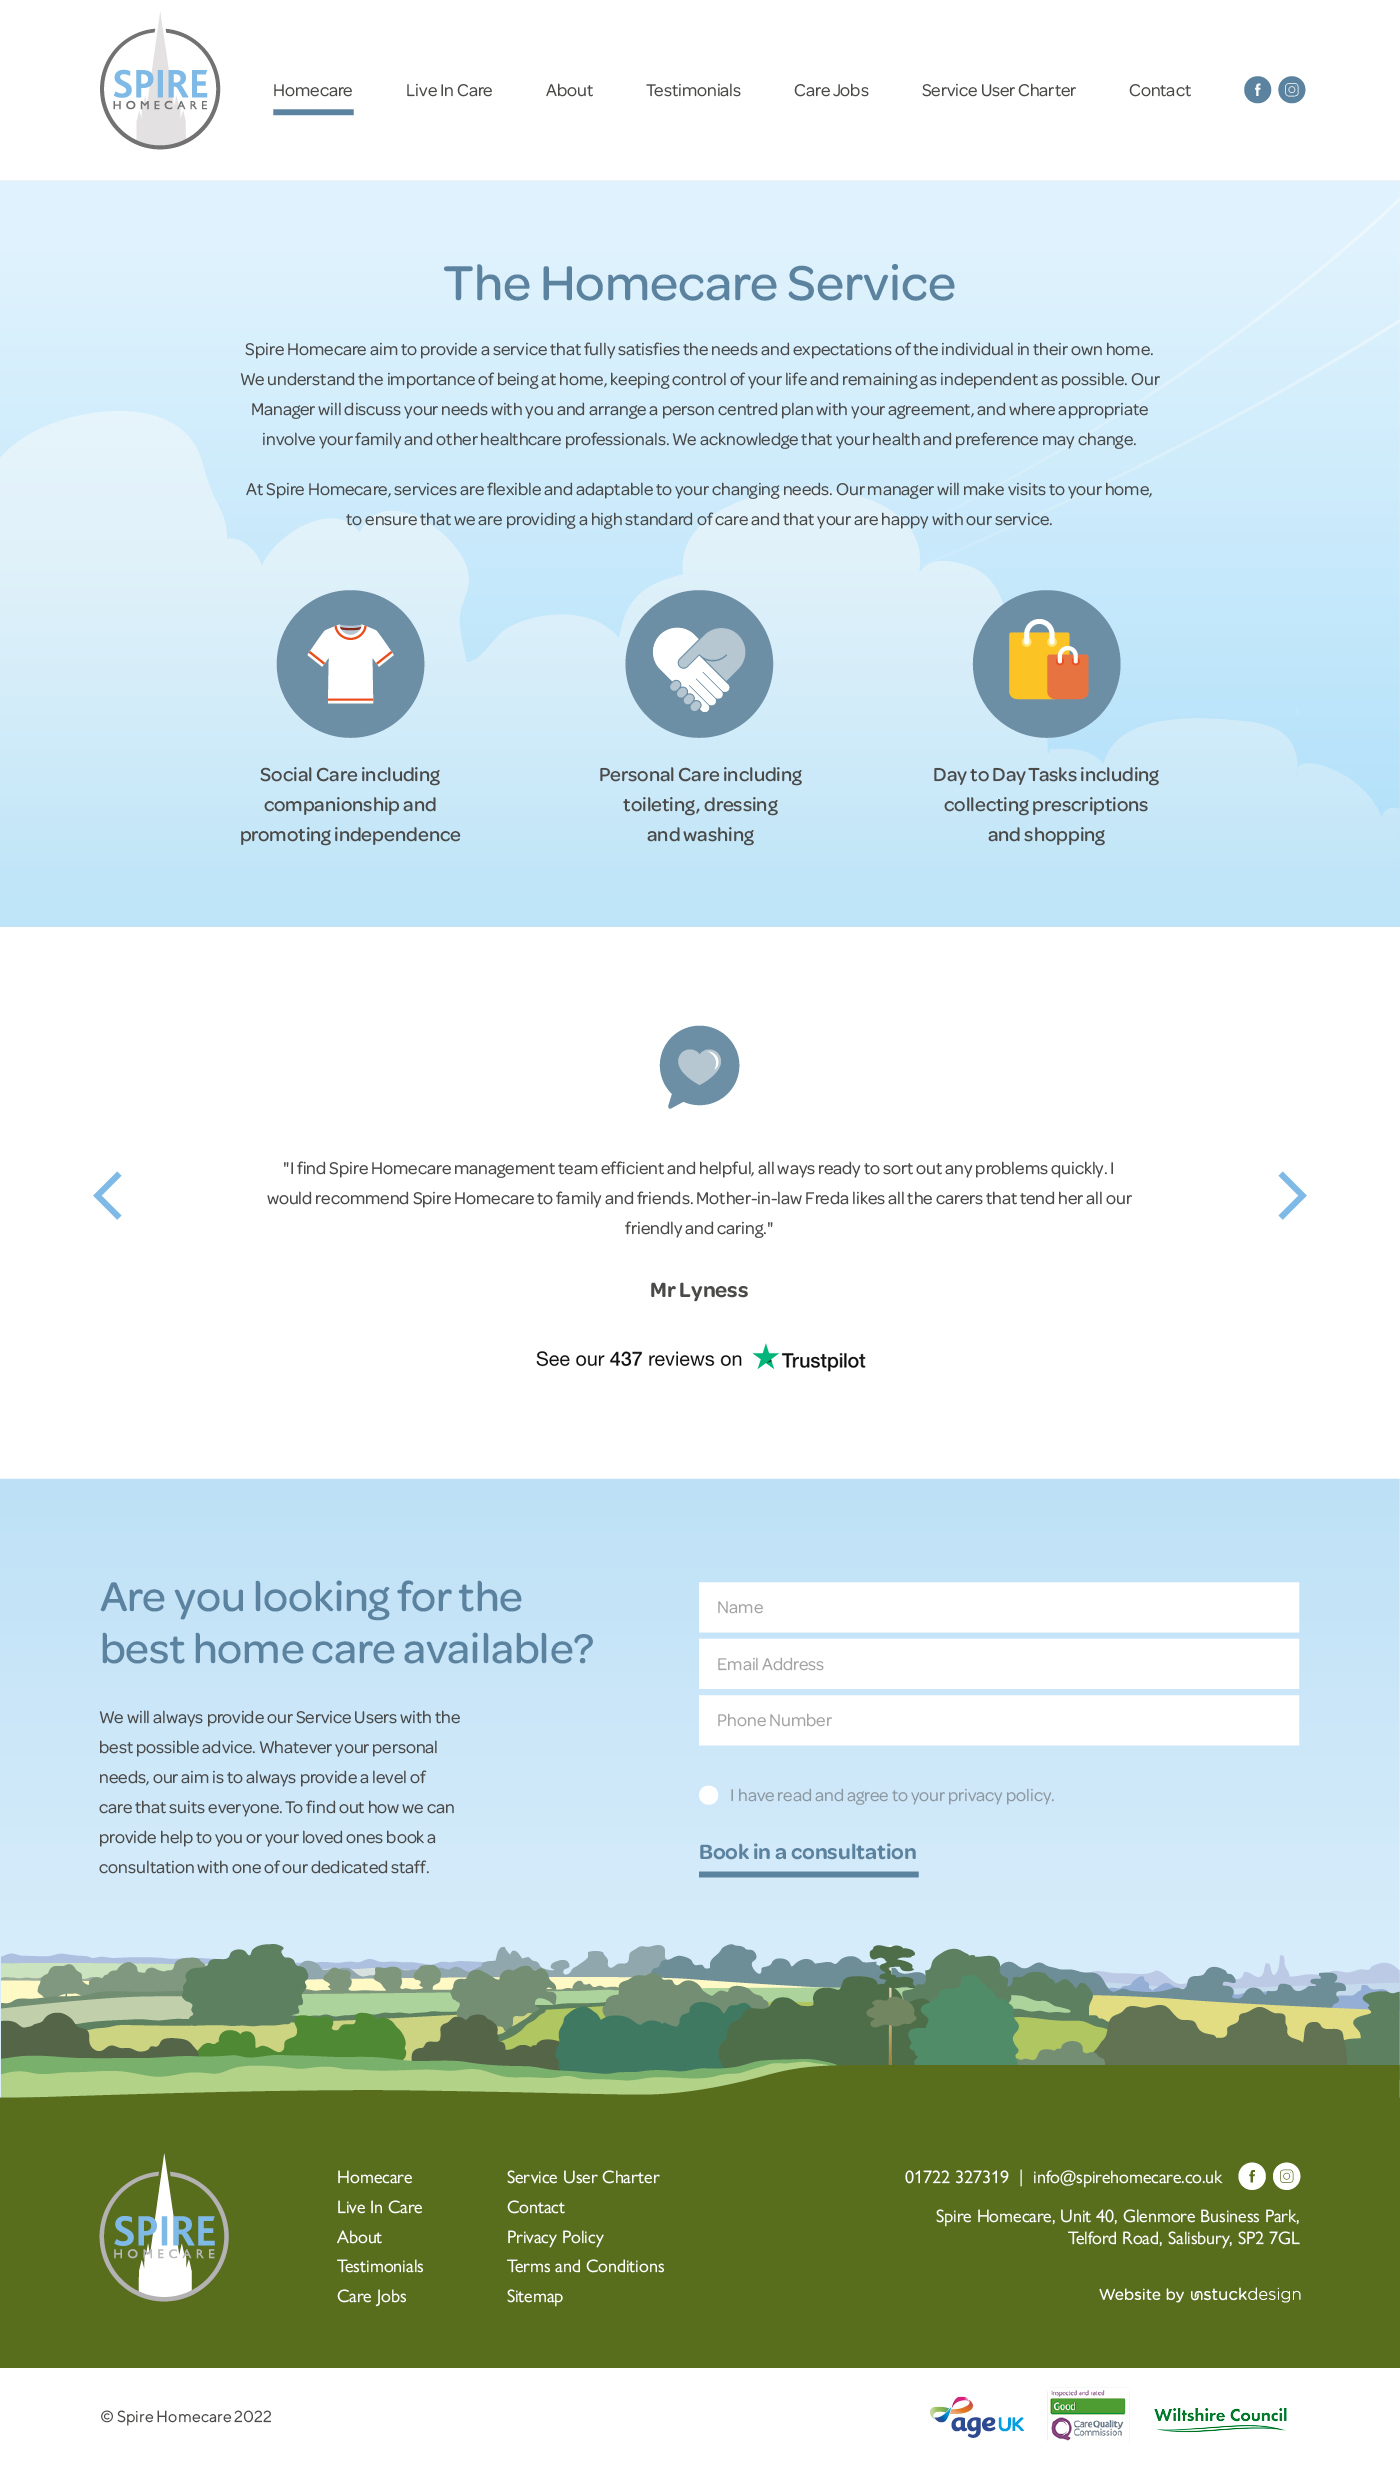 SPIRE
HOMECARE
Homecare
Live In Care
About
Testimonials
Care Jobs
Service User Charter
Contact
The Homecare Service
Spire Homecare aim to provide a service that fully satisfies the needs and expectations of the individual in their own home.
We understand the importance of being at home, keeping control of your life and remaining as independent as possible. Our
Manager will discuss your needs with you and arrange a person centred plan with your agreement, and where appropriate
involve your family and other healthcare professionals. We acknowledge that your health and preference may change.
At Spire Homecare, services are flexible and adaptable to your changing needs. Our manager will make visits to your home,
to ensure that we are providing a high standard of care and that your are happy with our service.
Social Care including
companionship and
promoting independence
Personal Care including
toileting, dressing
and washing
Day to Day Tasks including
collecting prescriptions
and shopping
"I find Spire Homecare management team efficient and helpful, all ways ready to sort out any problems quickly. I
would recommend Spire Homecare to family and friends. Mother-in-law Freda likes all the carers that tend her all our
friendly and caring."
Mr Lyness
See our 437 reviews on Trustpilot
Are you looking for the
best home care available?
We will always provide our Service Users with the
best possible advice. Whatever your personal
needs, our aim is to always provide a level of
care that suits everyone. To find out how we can
provide help to you or your loved ones book a
consultation with one of our dedicated staff.
Name
Email Address
Phone Number
I have read and agree to your privacy policy.
Book in a consultation
SPIRE
HOMECARE
Homecare
Live In Care
About
Testimonials
Care Jobs
Service User Charter
Contact
Privacy Policy
Terms and Conditions
Sitemap
01722 327319 | info@spirehomecare.co.uk
Spire Homecare, Unit 40, Glenmore Business Park,
Telford Road, Salisbury, SP2 7GL
Website by unstuckdesign
© Spire Homecare 2022
age UK
Inspected and rated
Good
CareQuality
Commission
Wiltshire Council